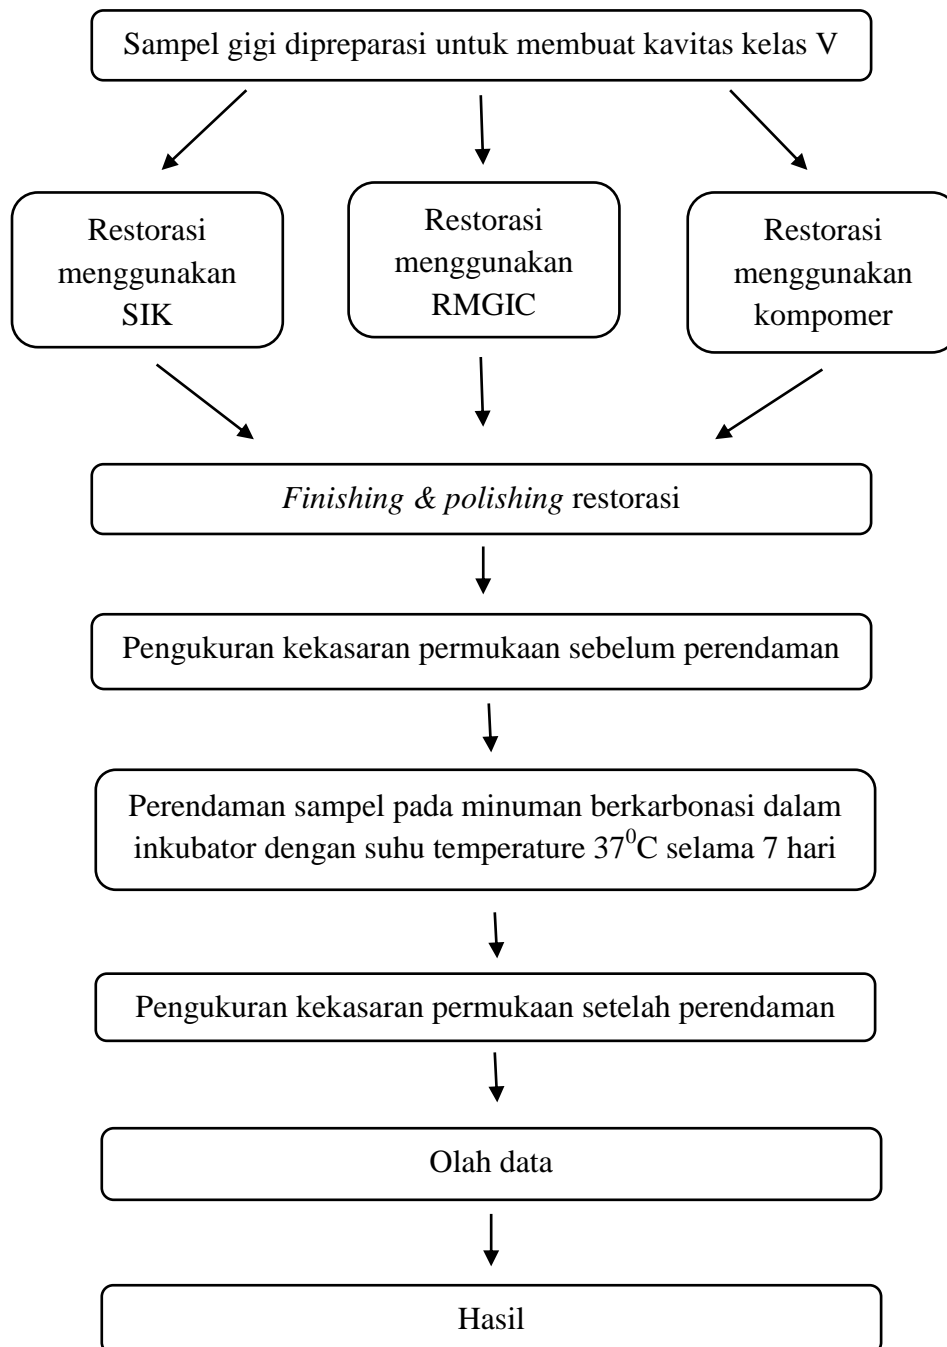 Sampel gigi dipreparasi untuk membuat kavitas kelas V
Restorasi
menggunakan
SIK
Restorasi
menggunakan
RMGIC
Restorasi
menggunakan
kompomer
Finishing & polishing restorasi
Pengukuran kekasaran permukaan sebelum perendaman
Perendaman sampel pada minuman berkarbonasi dalam
inkubator dengan suhu temperature 37⁰C selama 7 hari
Pengukuran kekasaran permukaan setelah perendaman
Olah data
Hasil